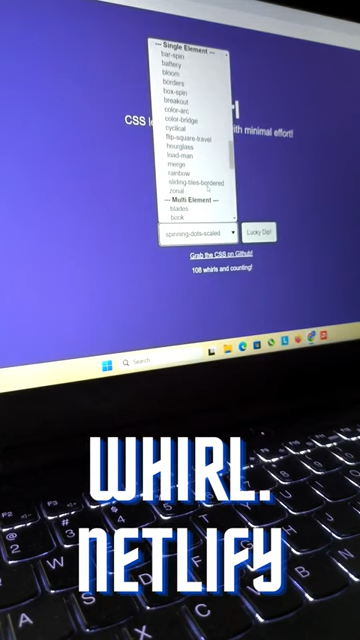 --- Single Element ---
bar-spin
battery
bloom
borders
box-spin
breakout
color-arc
color-bridge
cyclical
flip-square-travel
hourglass
load-man
merge
rainbow
sliding-tiles-bordered
zonal
--- Multi Element ---
blades
book
rl
CSS lo
with minimal effort!
spinning-dots-scaled
Lucky Dip!
Grab the CSS on Github!
108 whirls and counting!
Search
WHIRL.
NETLIFY